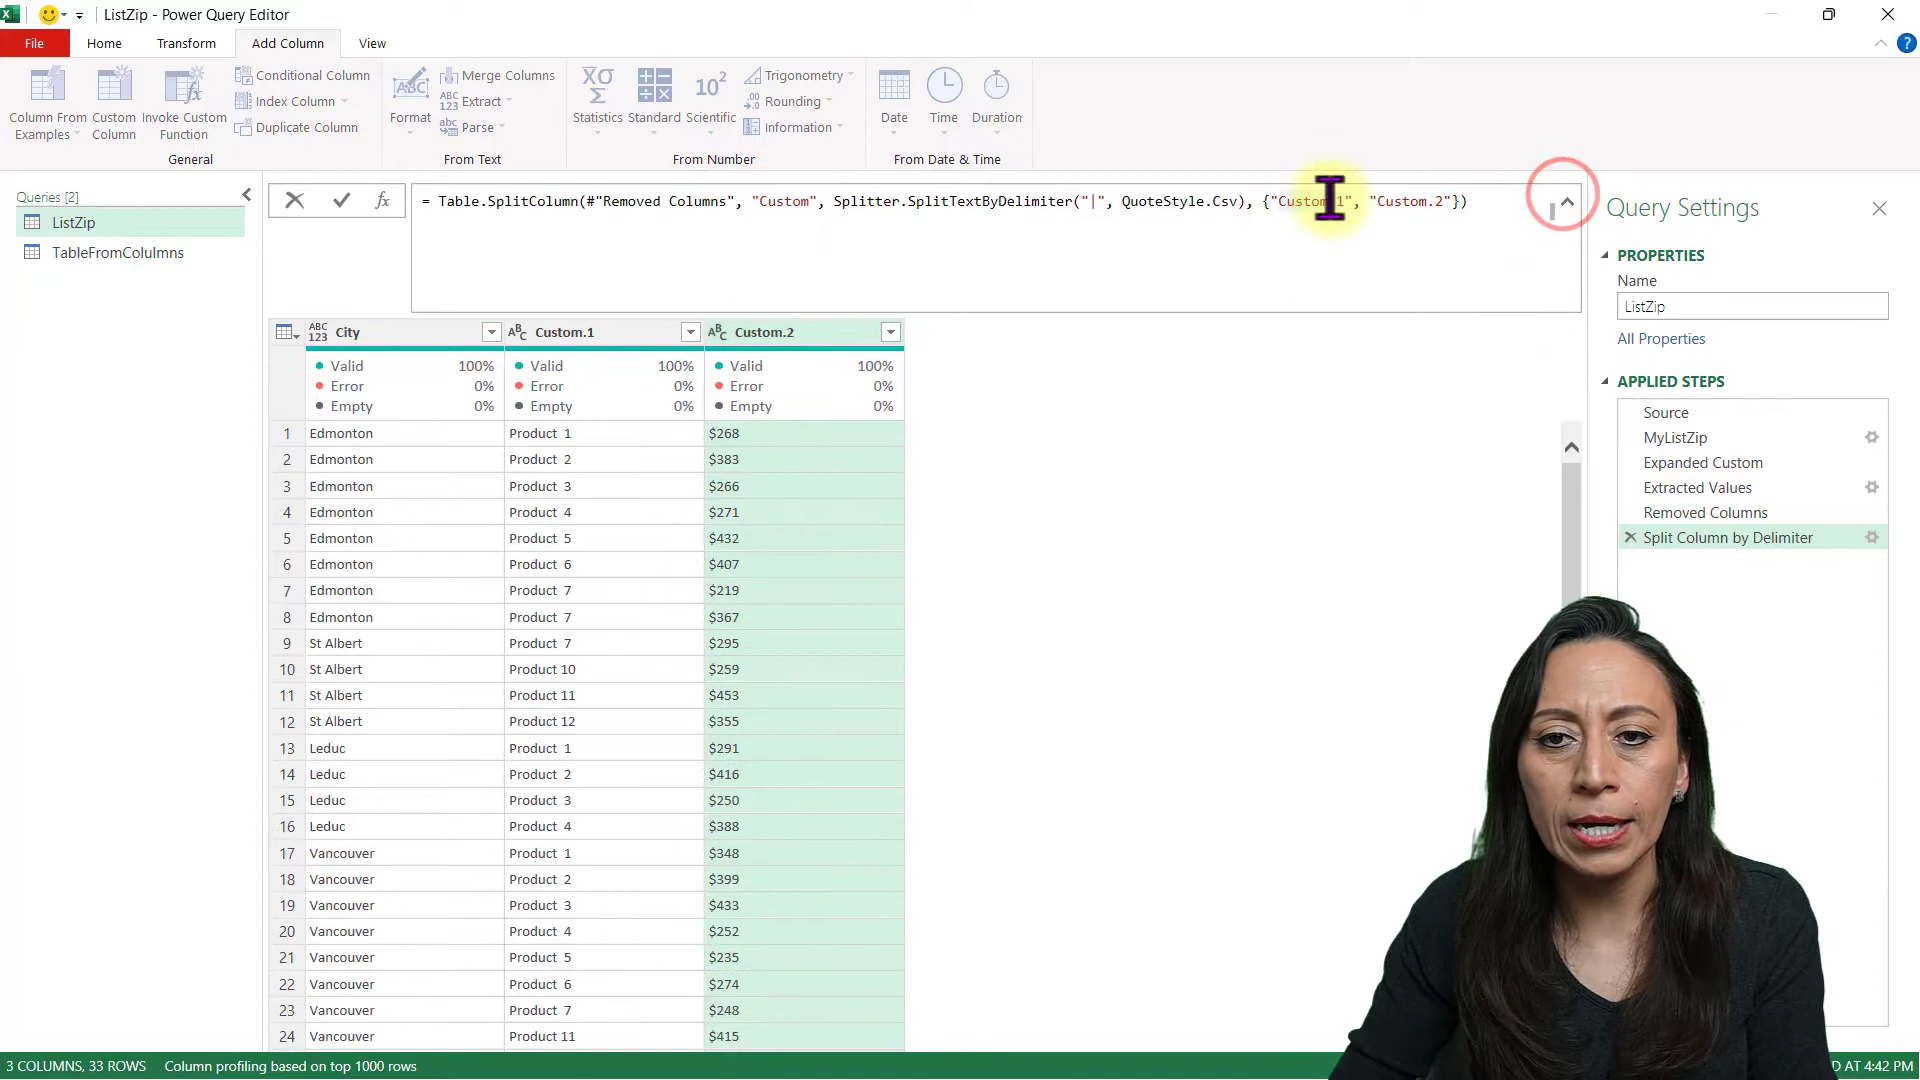 ListZip - Power Query Editor
File Home Transform Add Column View
Column From Examples
Custom Column
Invoke Custom Function
Conditional Column
Index Column
Duplicate Column
General
Format
Merge Columns
Extract
Parse
From Text
Statistics
Standard
Scientific
Trigonometry
Rounding
Information
From Number
Date
Time
Duration
From Date & Time
Queries [2]
ListZip
TableFromColulmns
= Table.SplitColumn(#"Removed Columns", "Custom", Splitter.SplitTextByDelimiter("|", QuoteStyle.Csv), {"Custom.1", "Custom.2"})
City Custom.1 Custom.2
Valid 100% Valid 100% Valid 100%
Error 0% Error 0% Error 0%
Empty 0% Empty 0% Empty 0%
1 Edmonton Product 1 $268
2 Edmonton Product 2 $383
3 Edmonton Product 3 $266
4 Edmonton Product 4 $271
5 Edmonton Product 5 $432
6 Edmonton Product 6 $407
7 Edmonton Product 7 $219
8 Edmonton Product 7 $367
9 St Albert Product 7 $295
10 St Albert Product 10 $259
11 St Albert Product 11 $453
12 St Albert Product 12 $355
13 Leduc Product 1 $291
14 Leduc Product 2 $416
15 Leduc Product 3 $250
16 Leduc Product 4 $388
17 Vancouver Product 1 $348
18 Vancouver Product 2 $399
19 Vancouver Product 3 $433
20 Vancouver Product 4 $252
21 Vancouver Product 5 $235
22 Vancouver Product 6 $274
23 Vancouver Product 7 $248
24 Vancouver Product 11 $415
Query Settings
PROPERTIES
Name
ListZip
All Properties
APPLIED STEPS
Source
MyListZip
Expanded Custom
Extracted Values
Removed Columns
Split Column by Delimiter
3 COLUMNS, 33 ROWS Column profiling based on top 1000 rows
AT 4:42 PM